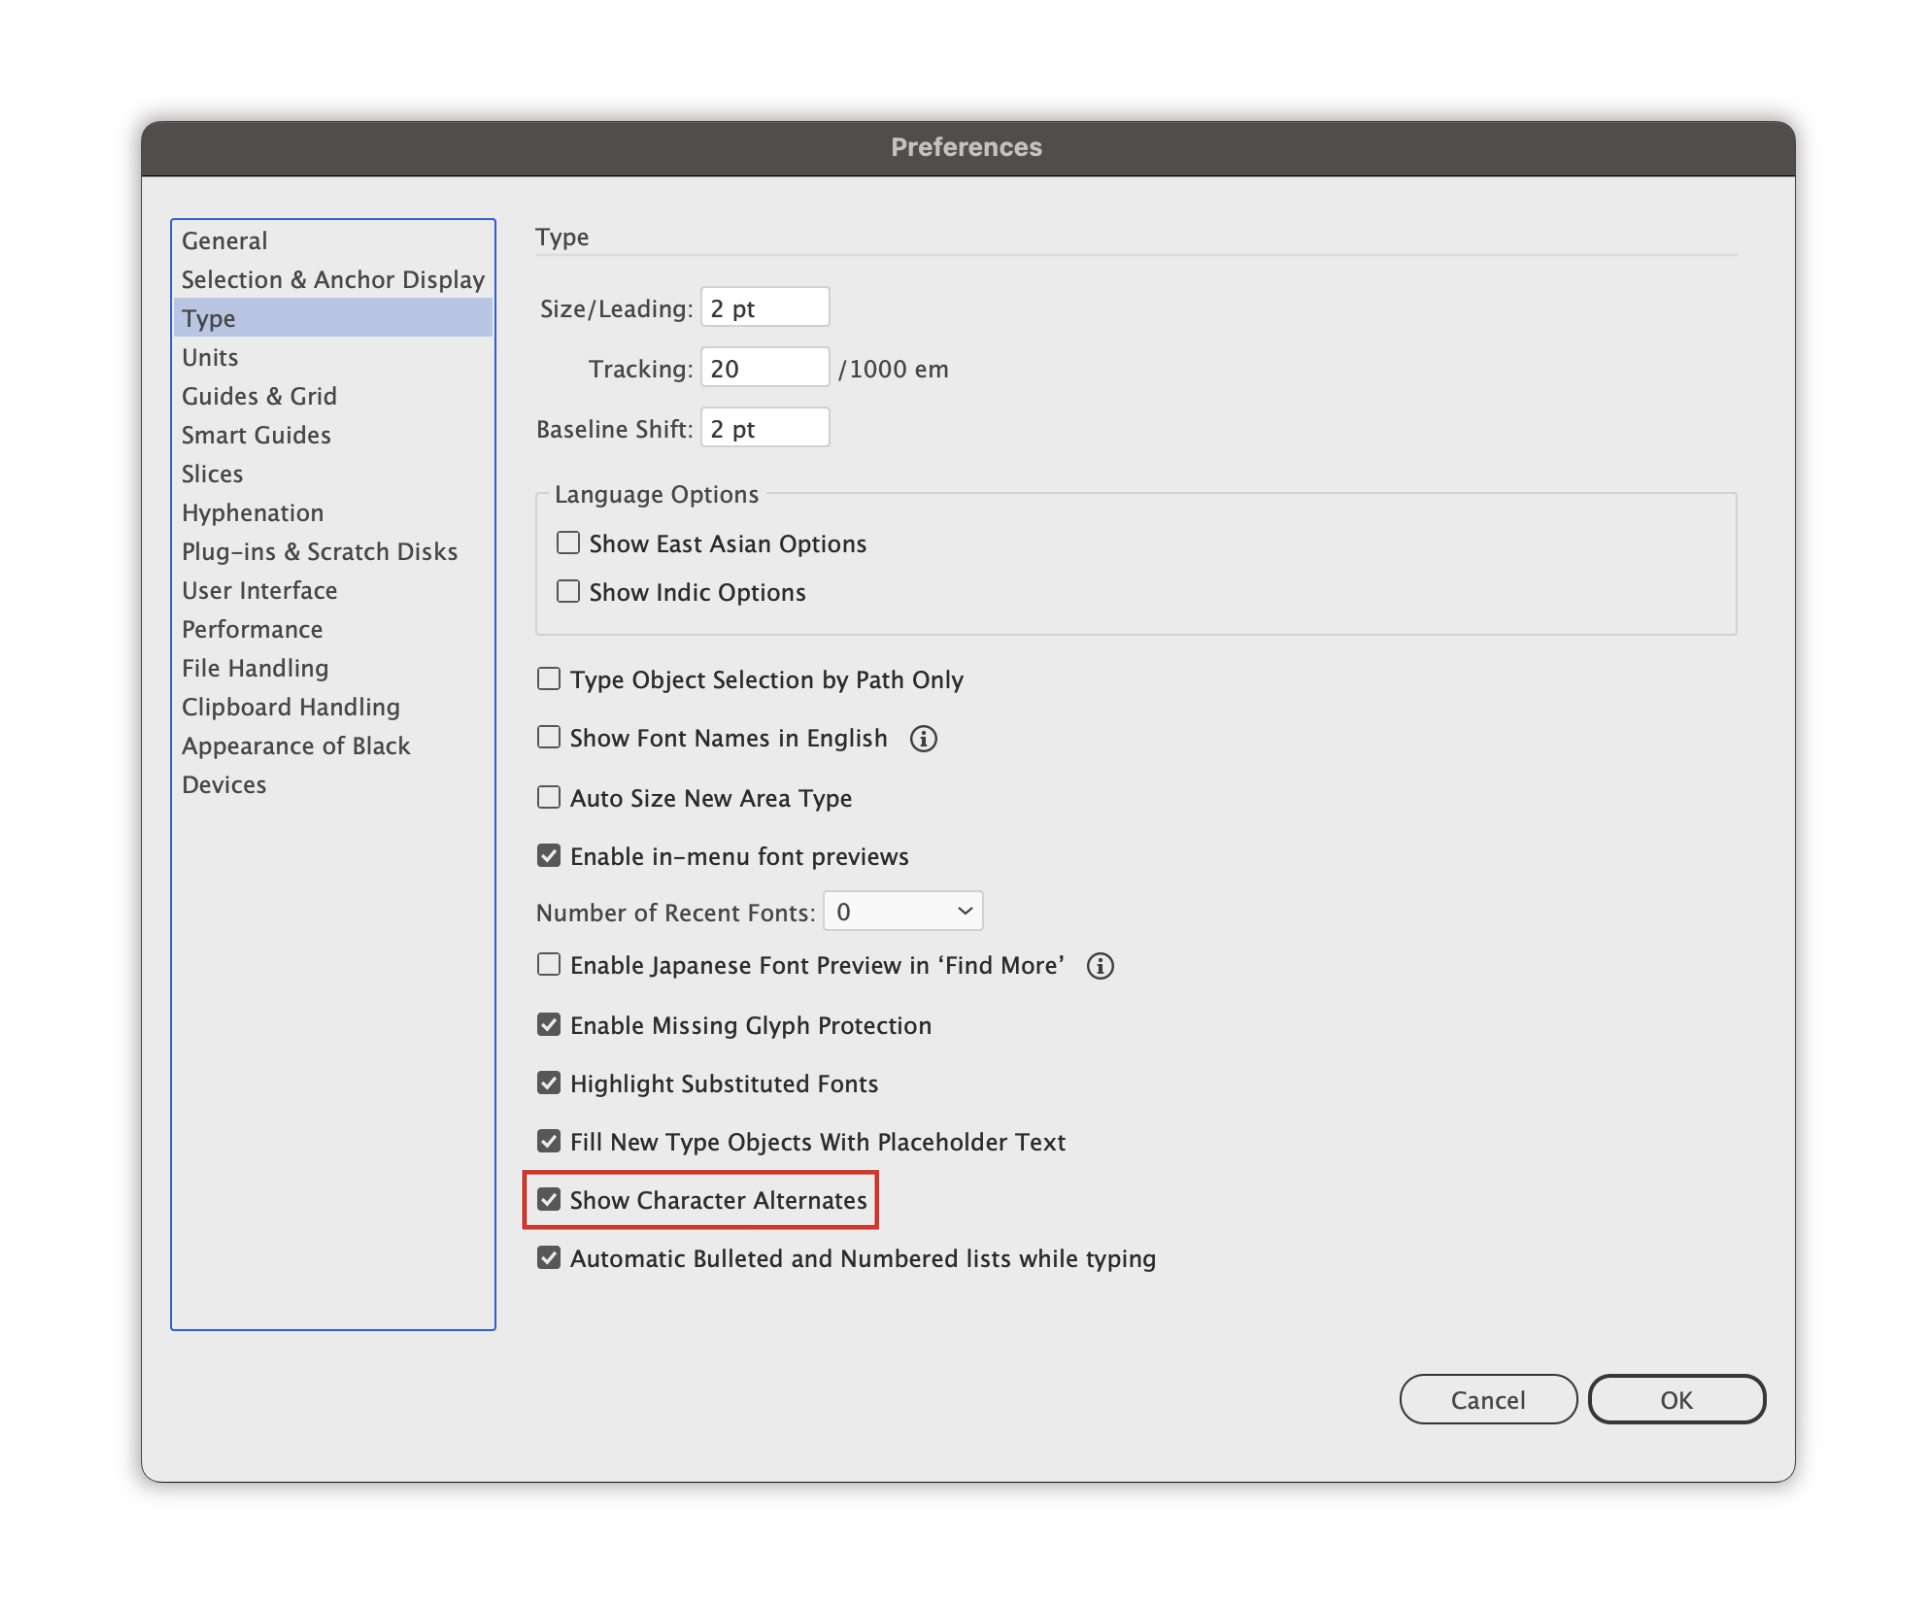 Preferences
General
Selection & Anchor Display
Type
Units
Guides & Grid
Smart Guides
Slices
Hyphenation
Plug-ins & Scratch Disks
User Interface
Performance
File Handling
Clipboard Handling
Appearance of Black
Devices
Type
Size/Leading: 2 pt
Tracking: 20 /1000 em
Baseline Shift: 2 pt
Language Options
Show East Asian Options
Show Indic Options
Type Object Selection by Path Only
Show Font Names in English
Auto Size New Area Type
Enable in-menu font previews
Number of Recent Fonts: 0
Enable Japanese Font Preview in ‘Find More’
Enable Missing Glyph Protection
Highlight Substituted Fonts
Fill New Type Objects With Placeholder Text
Show Character Alternates
Automatic Bulleted and Numbered lists while typing
Cancel OK